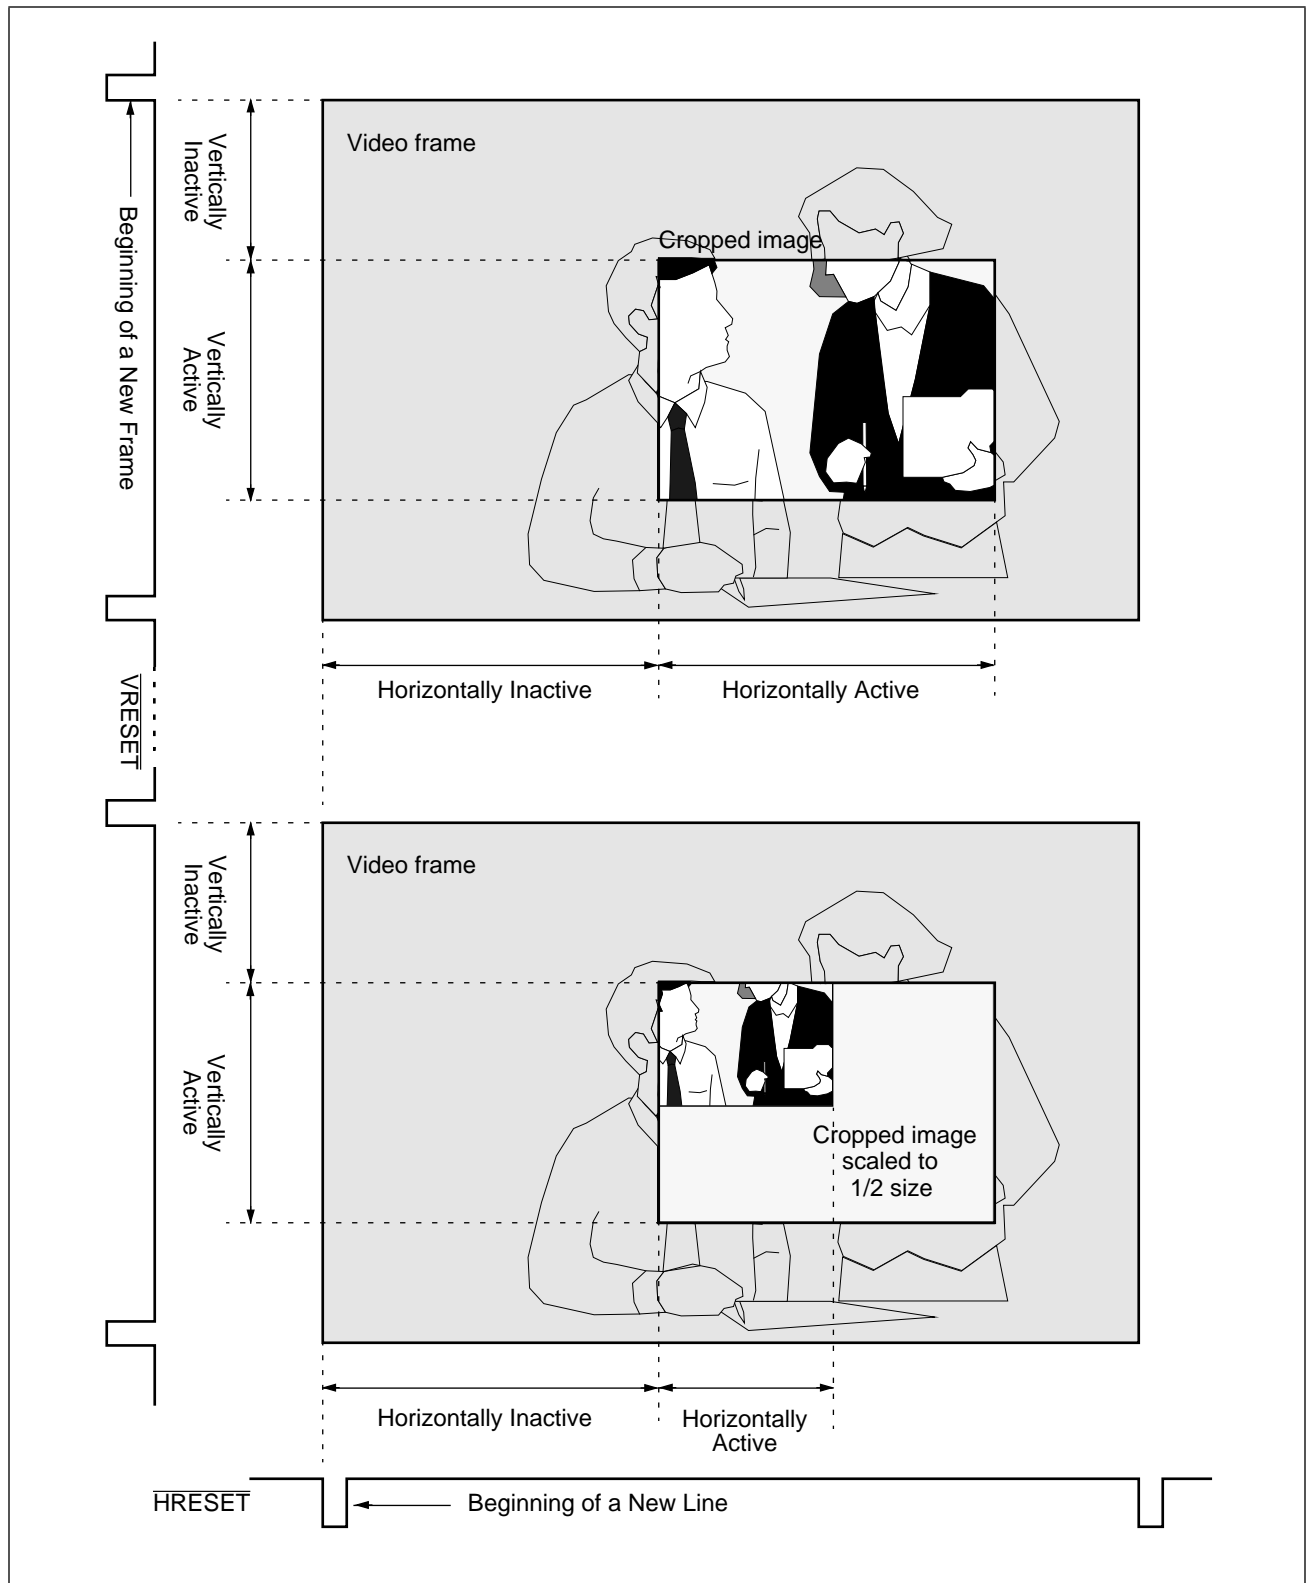 Beginning of a New Frame
Vertically
Inactive
Vertically
Active
Video frame
Cropped image
Horizontally Inactive
Horizontally Active
VRESET
Vertically
Inactive
Vertically
Active
Video frame
Cropped image
scaled to
1/2 size
Horizontally Inactive
Horizontally
Active
HRESET
Beginning of a New Line